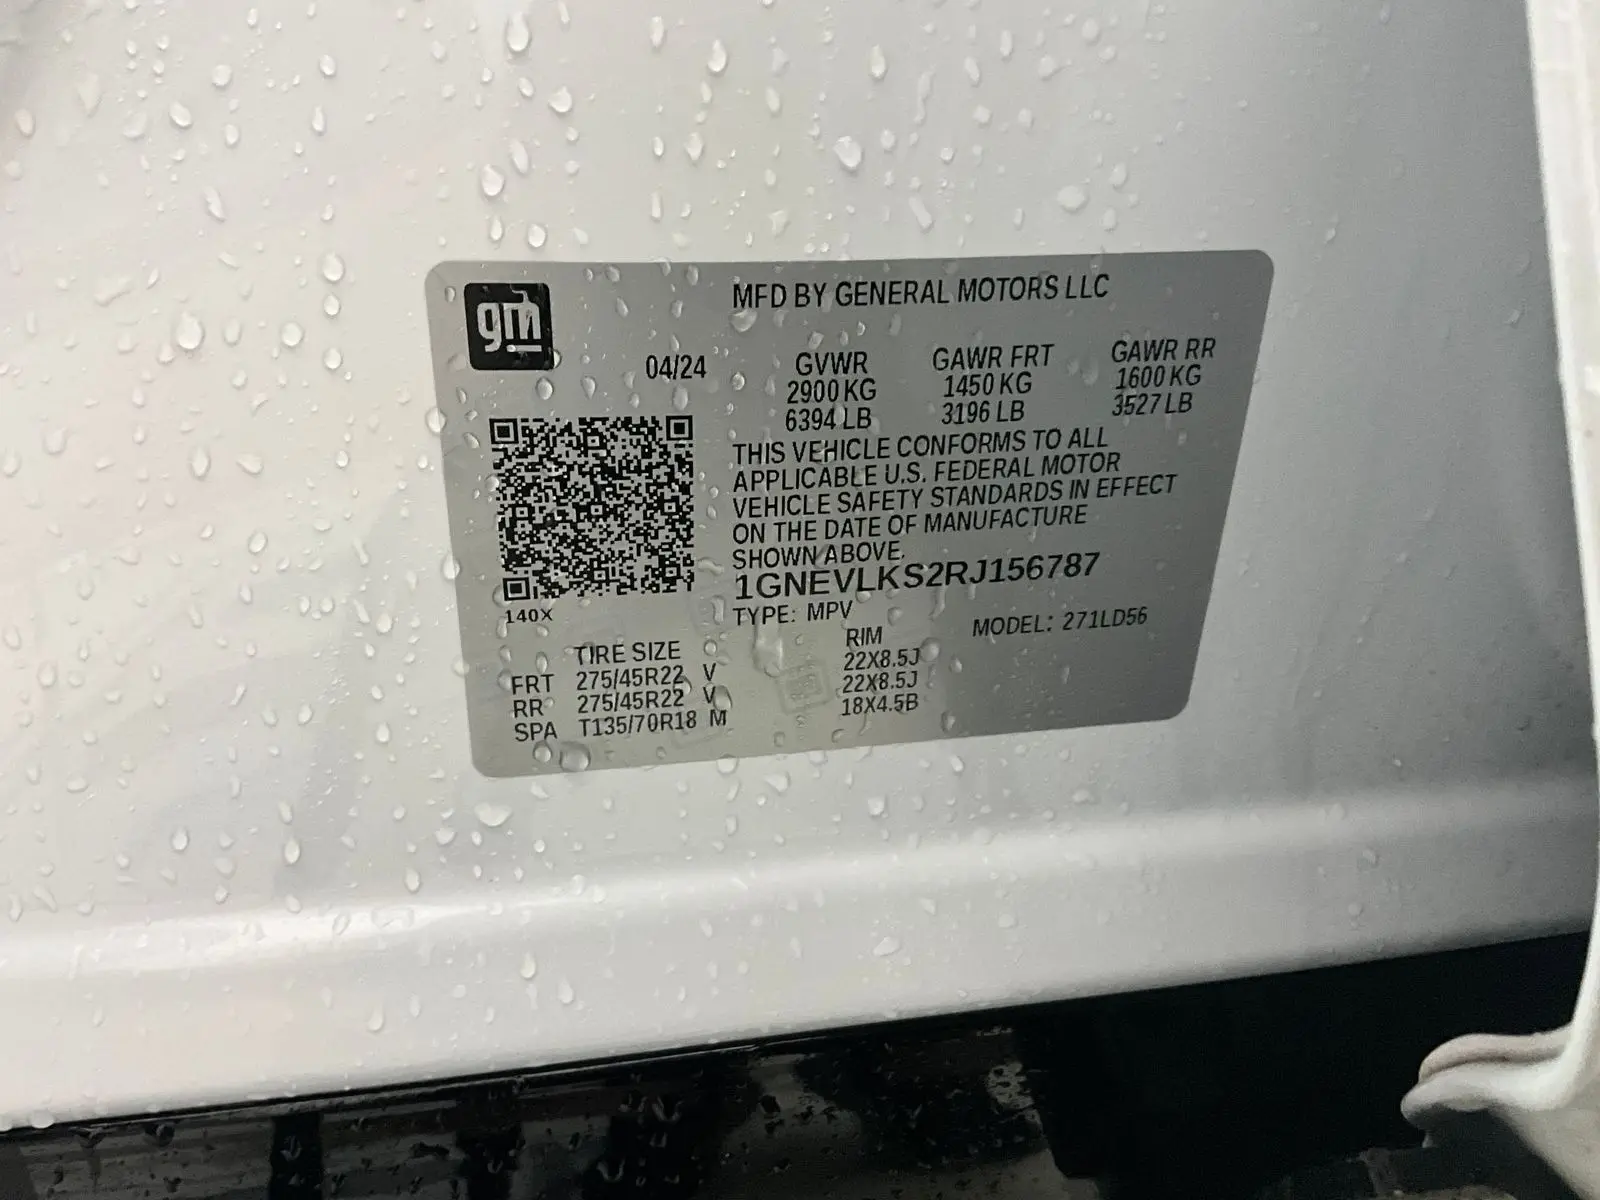 gm
MFD BY GENERAL MOTORS LLC
04/24 GVWR GAWR FRT GAWR RR
2900 KG 1450 KG 1600 KG
6394 LB 3196 LB 3527 LB
THIS VEHICLE CONFORMS TO ALL
APPLICABLE U.S. FEDERAL MOTOR
VEHICLE SAFETY STANDARDS IN EFFECT
ON THE DATE OF MANUFACTURE
SHOWN ABOVE.
1GNEVLKS2RJ156787
140X
TYPE: MPV MODEL: 271LD56
TIRE SIZE RIM
FRT 275/45R22 V 22X8.5J
RR 275/45R22 V 22X8.5J
SPA T135/70R18 M 18X4.5B